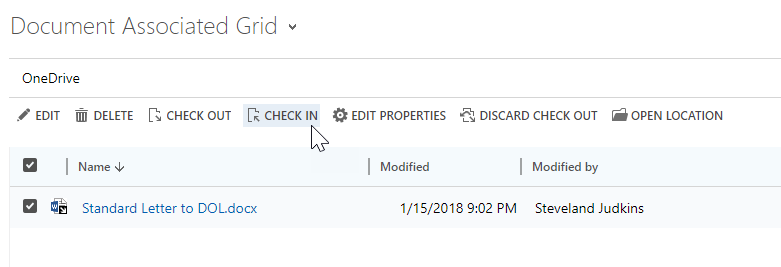 Document Associated Grid
OneDrive
EDIT DELETE CHECK OUT CHECK IN EDIT PROPERTIES DISCARD CHECK OUT OPEN LOCATION
Name Modified Modified by
Standard Letter to DOL.docx 1/15/2018 9:02 PM Steveland Judkins